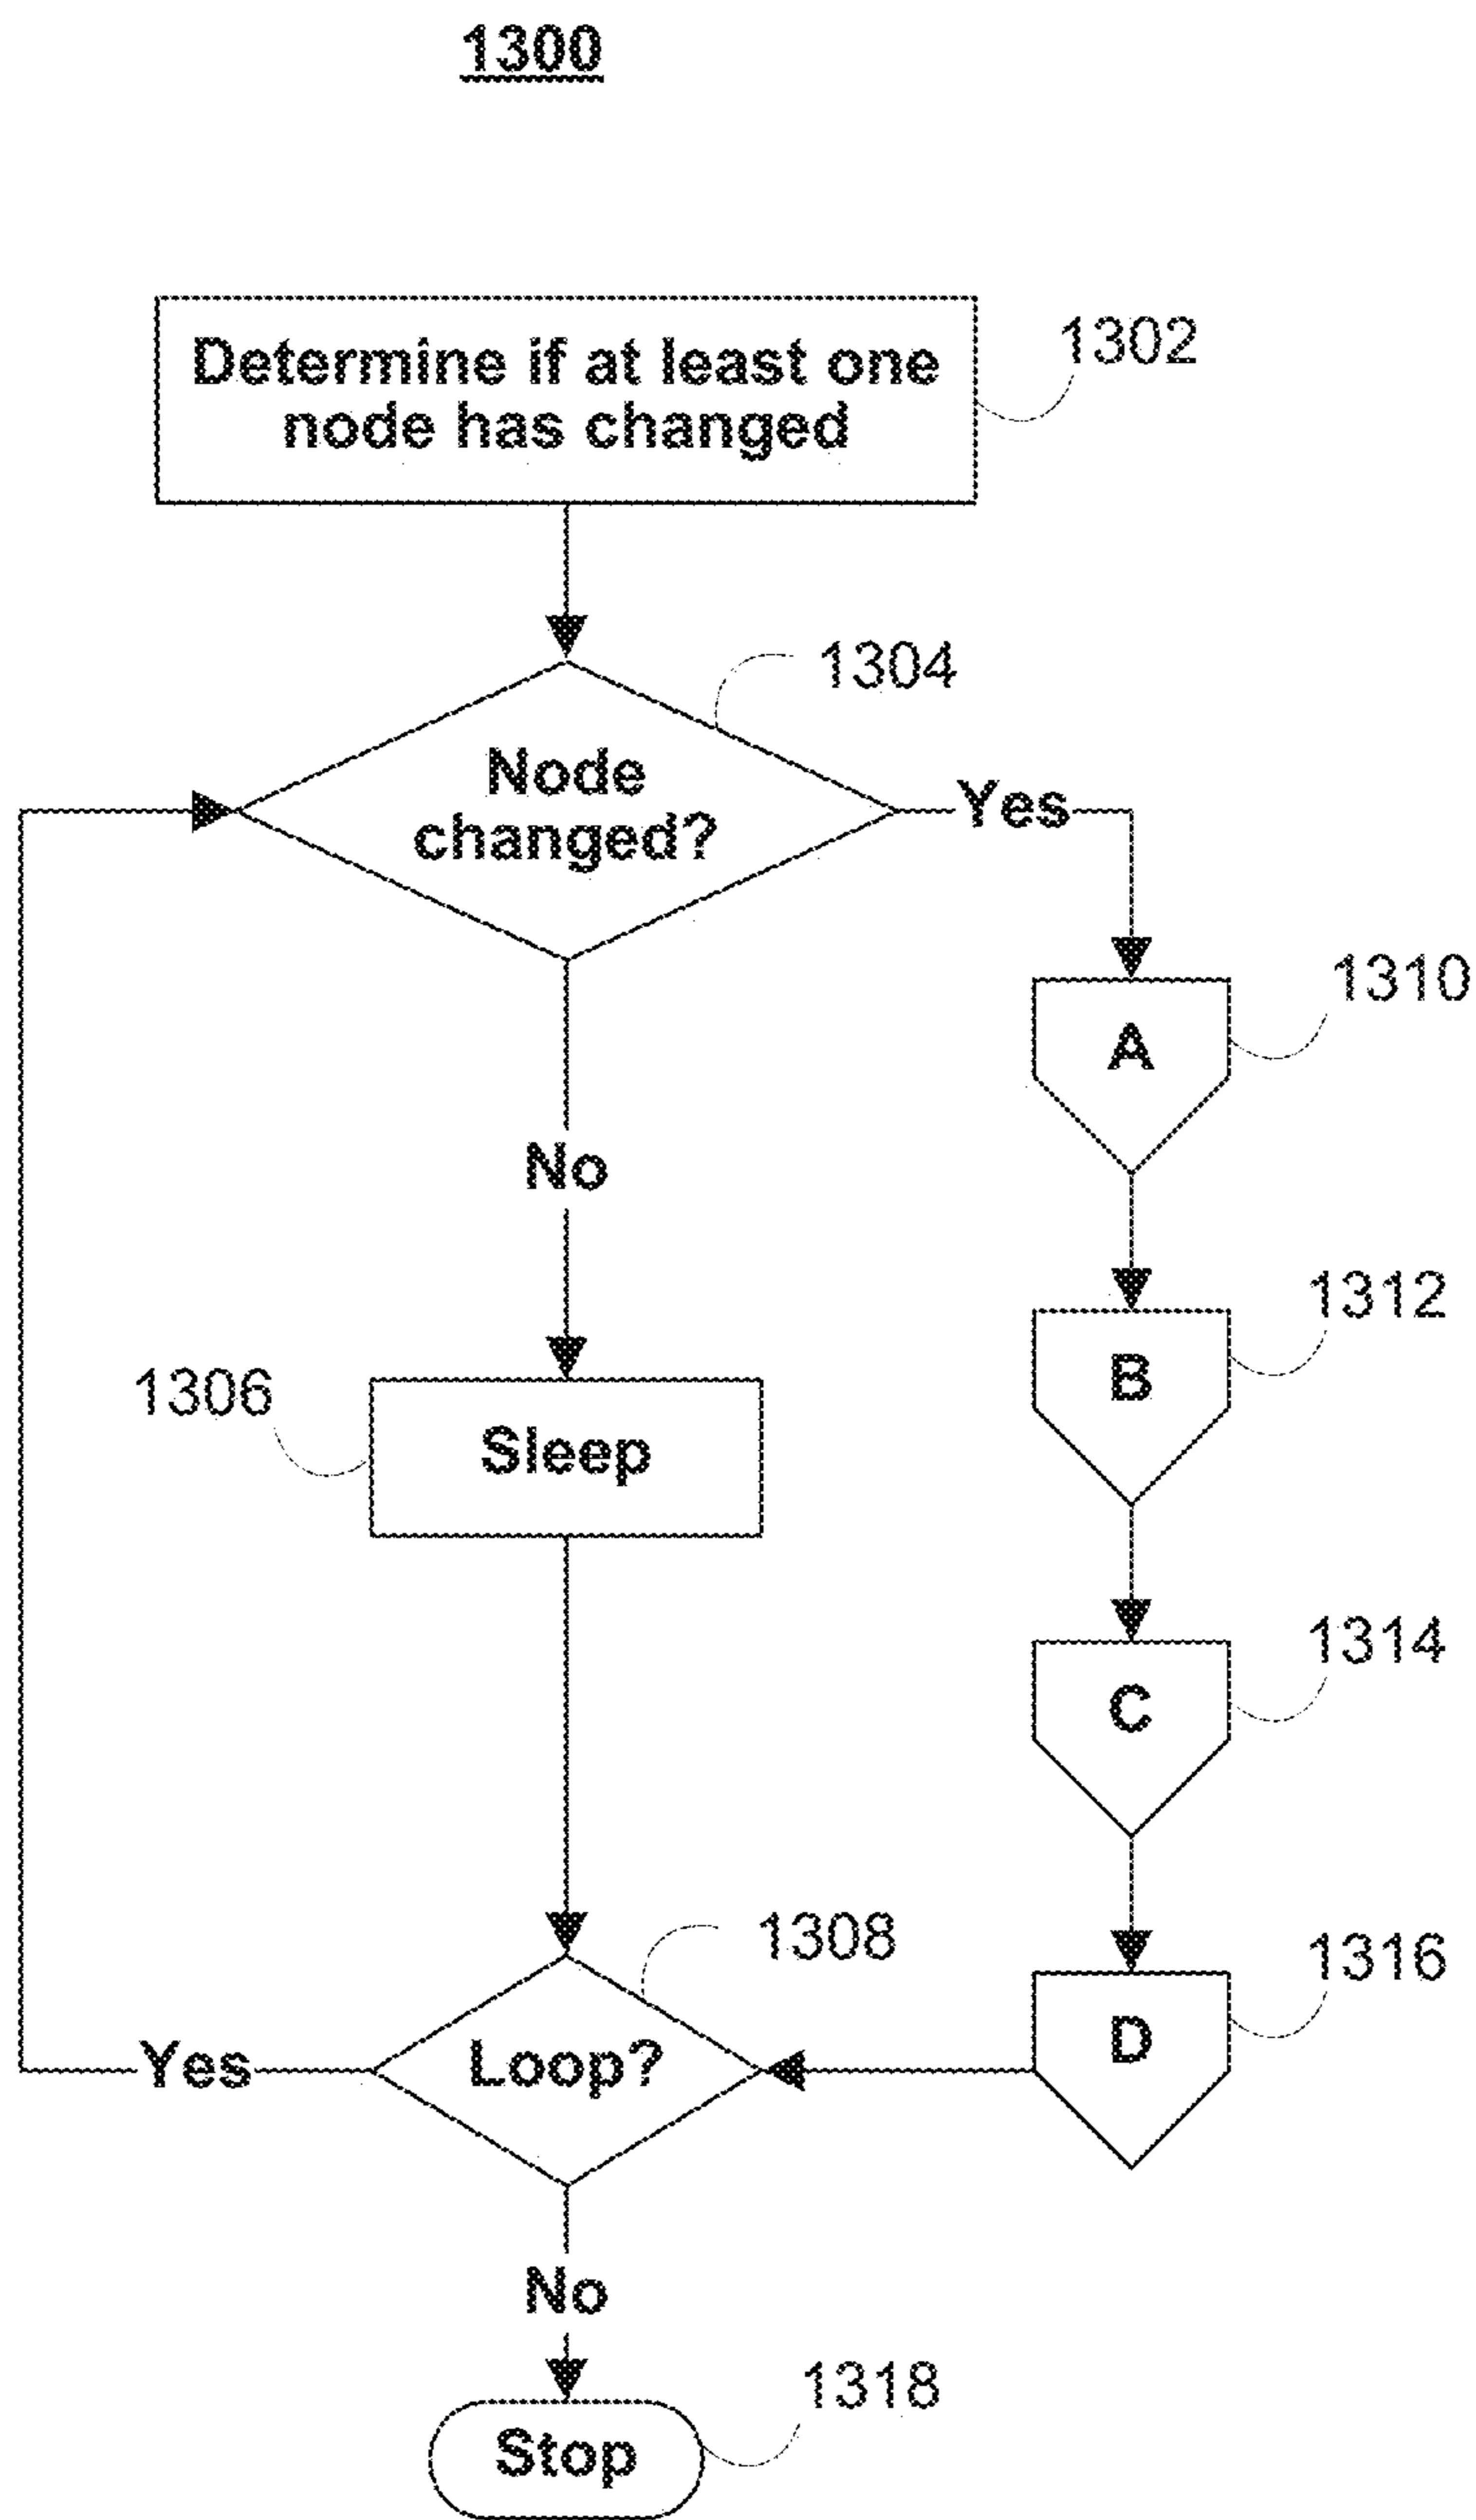 1300
Determine if at least one
node has changed
1302
1304
Node
changed?
Yes
1310
A
No
1312
B
1306
Sleep
1314
C
1308
1316
D
Yes
Loop?
No
1318
Stop